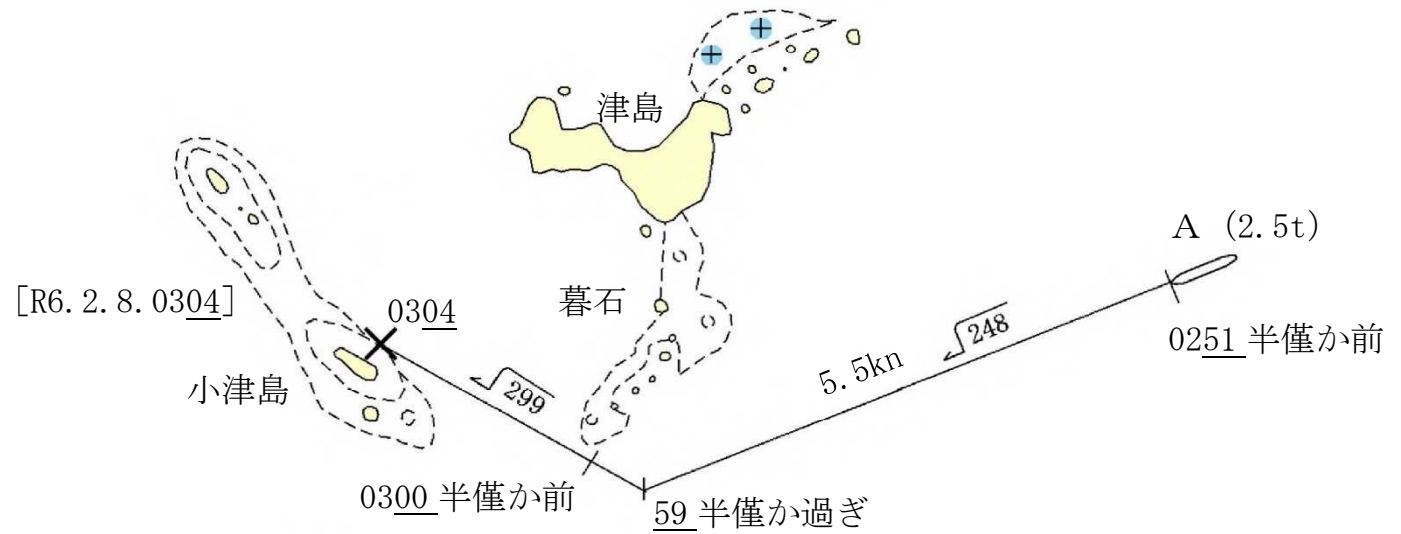 津島
A (2.5t)
[R6.2.8.0304]
0304
暮石
248
0251 半僅か前
5.5kn
小津島
299
0300 半僅か前
59 半僅か過ぎ